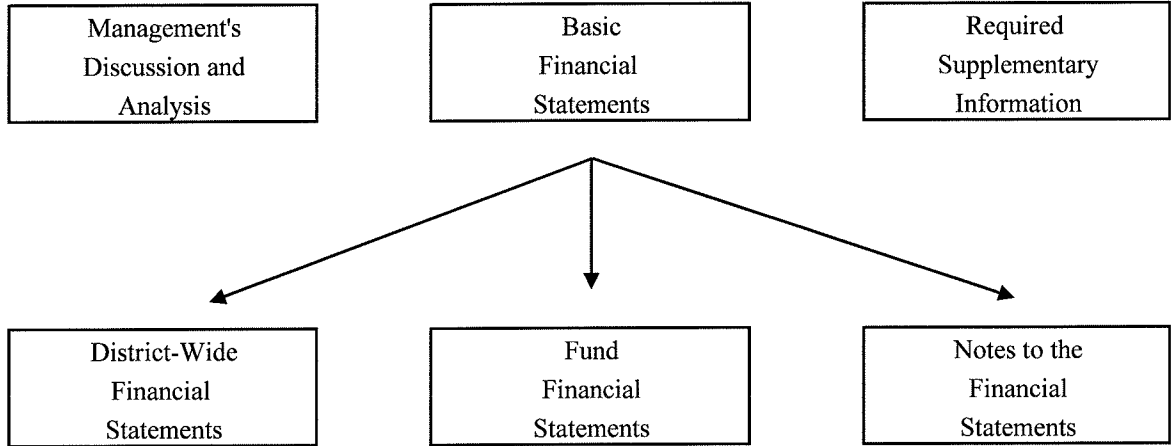 Management's
Discussion and
Analysis
Basic
Financial
Statements
Required
Supplementary
Information
District-Wide
Financial
Statements
Fund
Financial
Statements
Notes to the
Financial
Statements